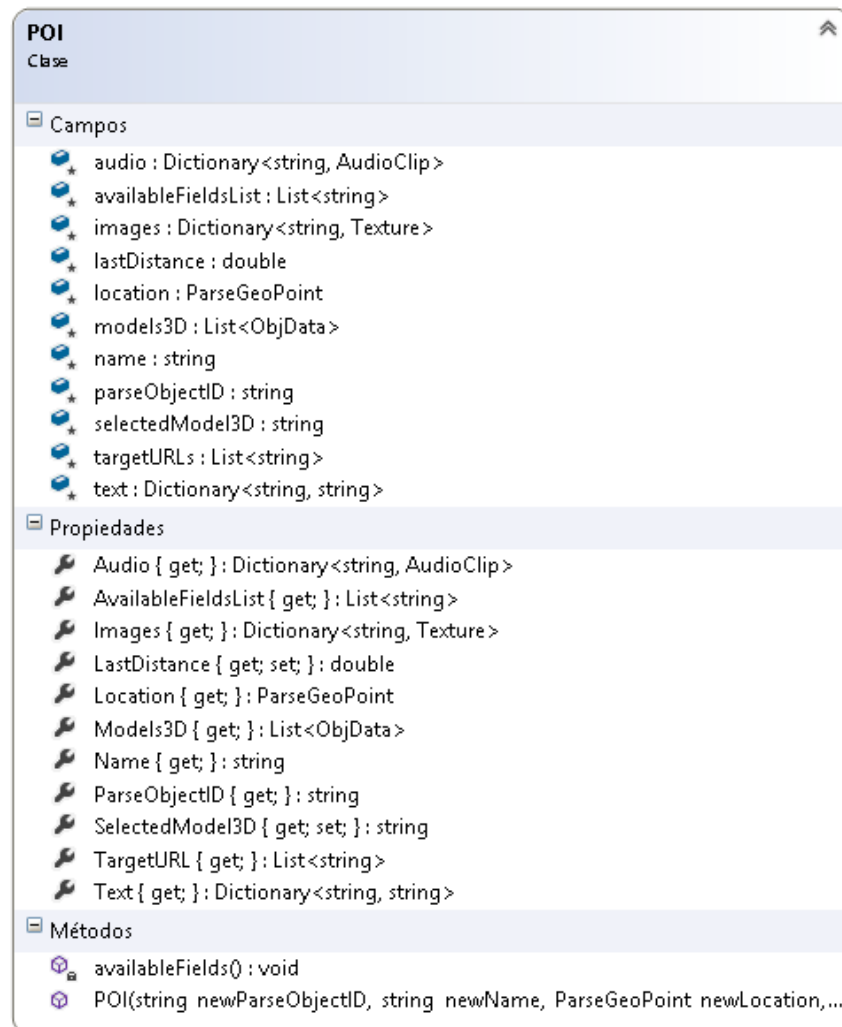 POI
Clase
Campos
audio : Dictionary<string, AudioClip>
availableFieldsList : List<string>
images : Dictionary<string, Texture>
lastDistance : double
location : ParseGeoPoint
models3D : List<ObjData>
name : string
parseObjectID : string
selectedModel3D : string
targetURLs : List<string>
text : Dictionary<string, string>
Propiedades
Audio { get; } : Dictionary<string, AudioClip>
AvailableFieldsList { get; } : List<string>
Images { get; } : Dictionary<string, Texture>
LastDistance { get; set; } : double
Location { get; } : ParseGeoPoint
Models3D { get; } : List<ObjData>
Name { get; } : string
ParseObjectID { get; } : string
SelectedModel3D { get; set; } : string
TargetURL { get; } : List<string>
Text { get; } : Dictionary<string, string>
Métodos
availableFields() : void
POI(string newParseObjectID, string newName, ParseGeoPoint newLocation,...